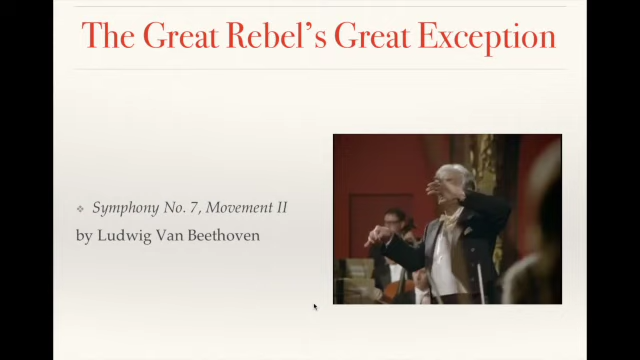 The Great Rebel's Great Exception
Symphony No. 7, Movement II
by Ludwig Van Beethoven